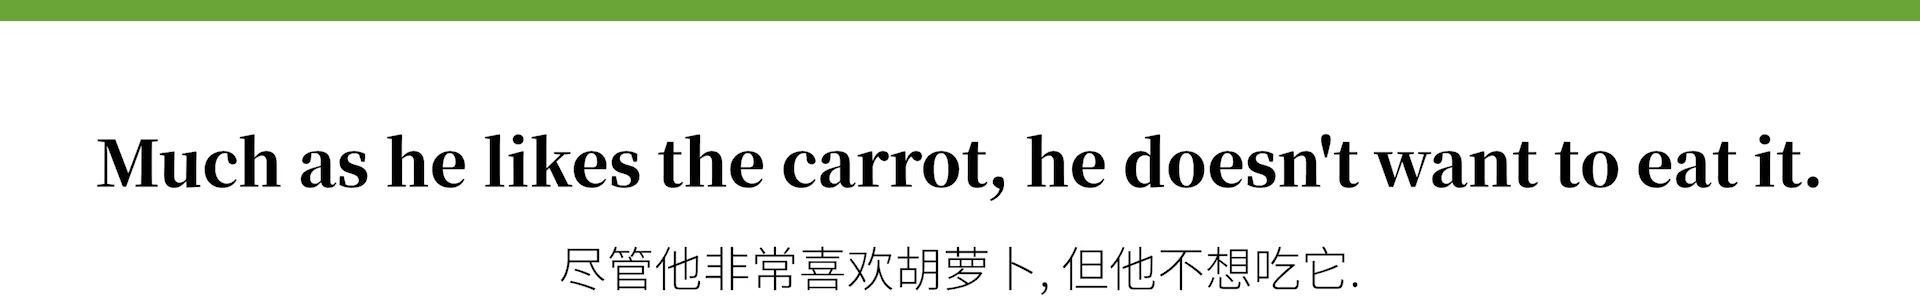 Much as he likes the carrot, he doesn't want to eat it.
尽管他非常喜欢胡萝卜, 但他不想吃它.